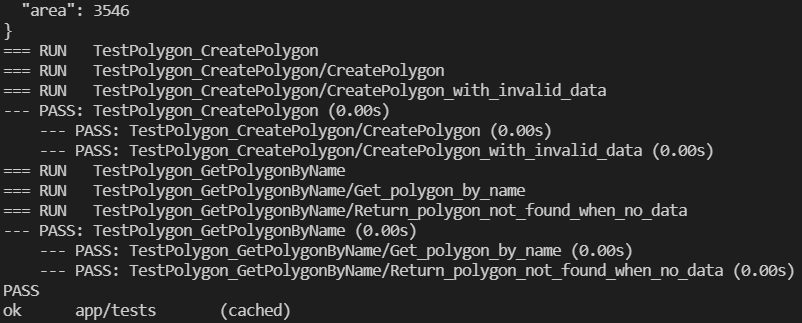 "area": 3546
}
=== RUN   TestPolygon_CreatePolygon
=== RUN   TestPolygon_CreatePolygon/CreatePolygon
=== RUN   TestPolygon_CreatePolygon/CreatePolygon_with_invalid_data
--- PASS: TestPolygon_CreatePolygon (0.00s)
    --- PASS: TestPolygon_CreatePolygon/CreatePolygon (0.00s)
    --- PASS: TestPolygon_CreatePolygon/CreatePolygon_with_invalid_data (0.00s)
=== RUN   TestPolygon_GetPolygonByName
=== RUN   TestPolygon_GetPolygonByName/Get_polygon_by_name
=== RUN   TestPolygon_GetPolygonByName/Return_polygon_not_found_when_no_data
--- PASS: TestPolygon_GetPolygonByName (0.00s)
    --- PASS: TestPolygon_GetPolygonByName/Get_polygon_by_name (0.00s)
    --- PASS: TestPolygon_GetPolygonByName/Return_polygon_not_found_when_no_data (0.00s)
PASS
ok      app/tests       (cached)